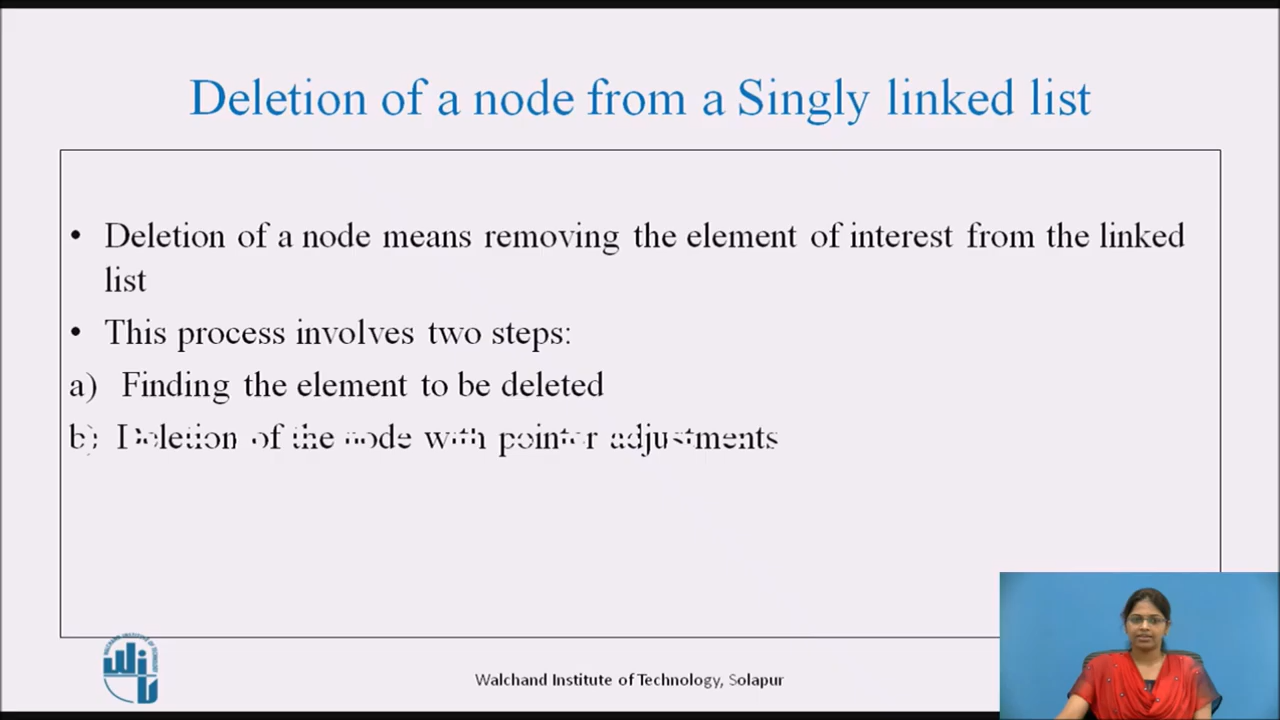 Deletion of a node from a Singly linked list
• Deletion of a node means removing the element of interest from the linked
list
• This process involves two steps:
a) Finding the element to be deleted
b) Deletion of the node with pointer adjustments
Walchand Institute of Technology, Solapur